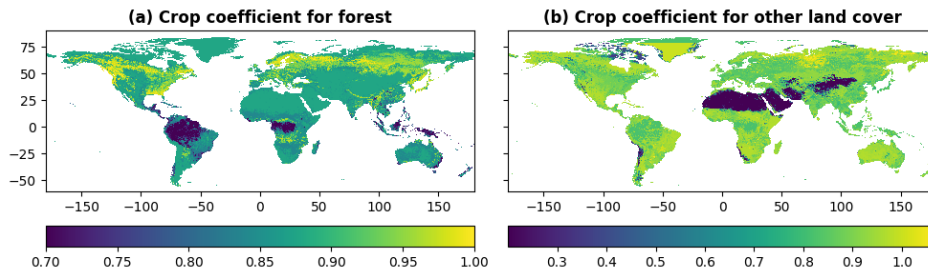 (a) Crop coefficient for forest
75
50
25
0
−25
−50
−150 −100 −50 0 50 100 150
0.70 0.75 0.80 0.85 0.90 0.95 1.00
(b) Crop coefficient for other land cover
−150 −100 −50 0 50 100 150
0.3 0.4 0.5 0.6 0.7 0.8 0.9 1.0